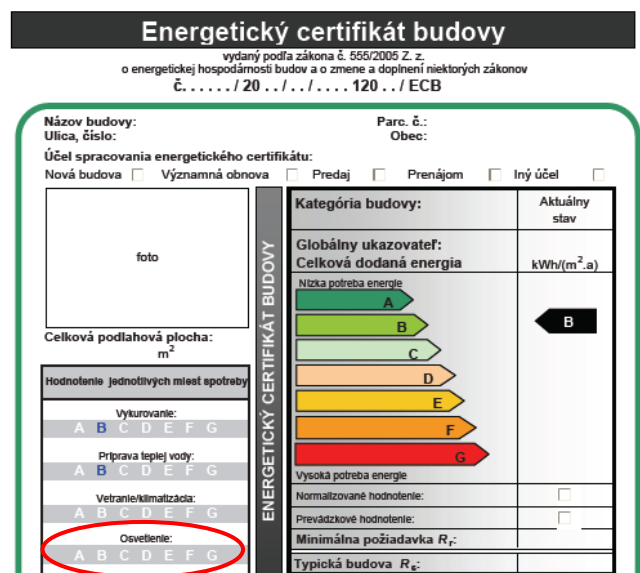 Energetický certifikát budovy
vydaný podľa zákona č. 555/2005 Z. z.
o energetickej hospodárnosti budov a o zmene a doplnení niektorých zákonov
č. . . . . . / 20 . . / . . / . . . . 120 . . / ECB
Názov budovy:
Parc. č.:
Ulica, číslo:
Obec:
Účel spracovania energetického certifikátu:
Nová budova Významná obnova Predaj Prenájom Iný účel
foto
Celková podlahová plocha:
m²
Hodnotenie jednotlivých miest spotreby
Vykurovanie:
A B C D E F G
Príprava teplej vody:
A B C D E F G
Vetranie/klimatizácia:
A B C D E F G
Osvetlenie:
A B C D E F G
ENERGETICKÝ CERTIFIKÁT BUDOVY
Kategória budovy:
Aktuálny
stav
Globálny ukazovateľ:
Celková dodaná energia
kWh/(m².a)
Nízka potreba energie
A
B
B
C
D
E
F
G
Vysoká potreba energie
Normalizované hodnotenie:
Prevádzkové hodnotenie:
Minimálna požiadavka Rr:
Typická budova Rs: